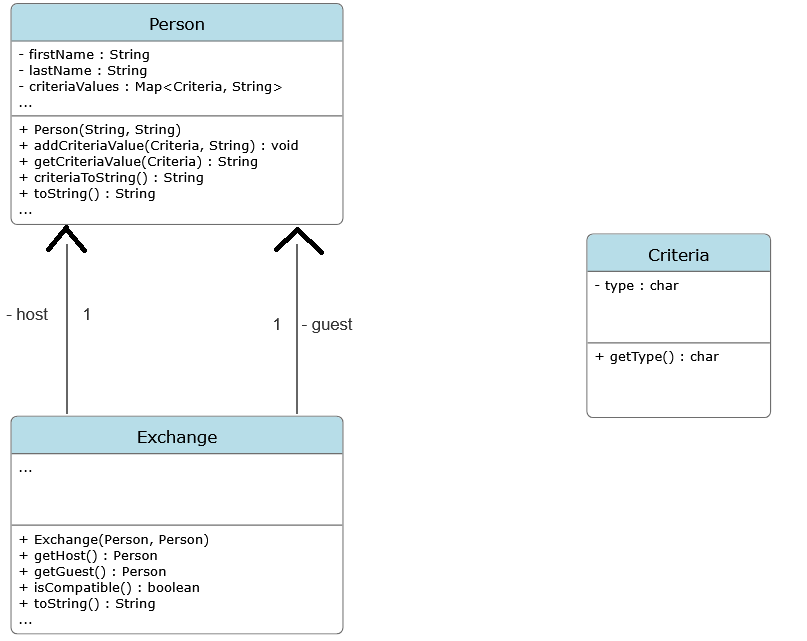 Person
- firstName : String
- lastName : String
- criteriaValues : Map<Criteria, String>
...
+ Person(String, String)
+ addCriteriaValue(Criteria, String) : void
+ getCriteriaValue(Criteria) : String
+ criteriaToString() : String
+ toString() : String
...
- host
1
1
- guest
Criteria
- type : char
+ getType() : char
Exchange
...
+ Exchange(Person, Person)
+ getHost() : Person
+ getGuest() : Person
+ isCompatible() : boolean
+ toString() : String
...